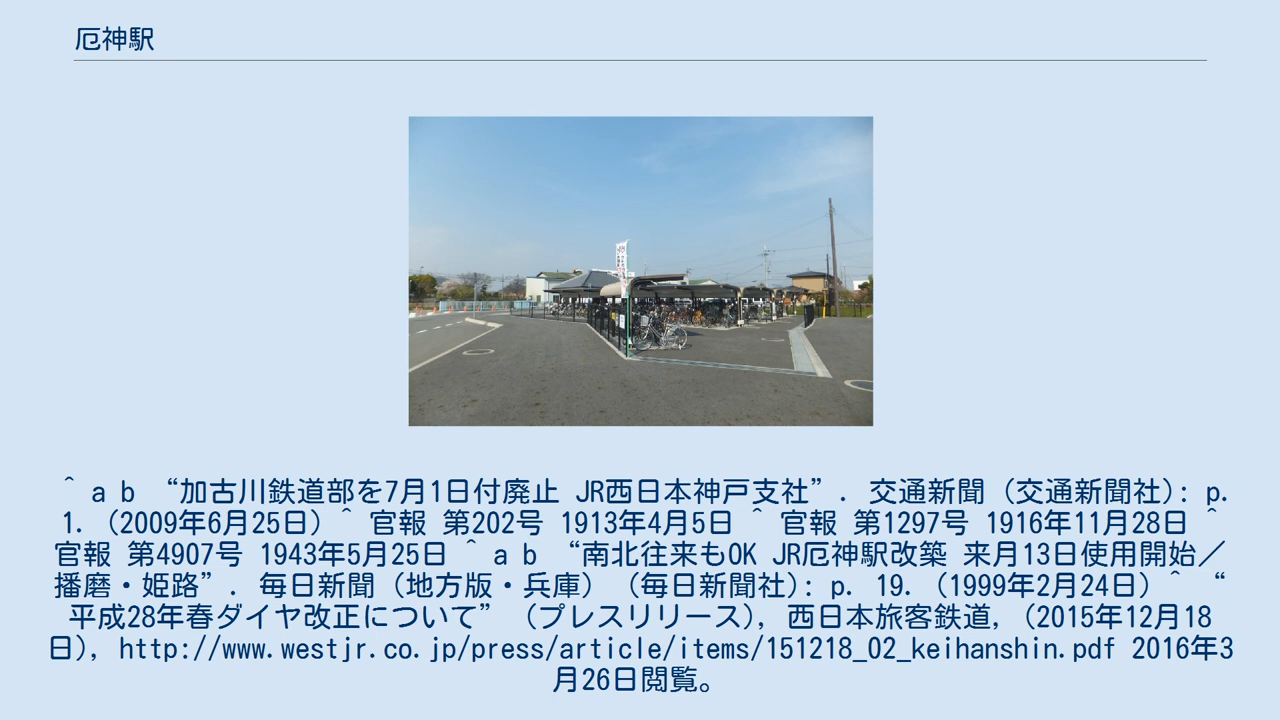 厄神駅
^ a b “加古川鉄道部を7月1日付廃止 JR西日本神戸支社”. 交通新聞 (交通新聞社): p.
1. (2009年6月25日) ^ 官報 第202号 1913年4月5日 ^ 官報 第1297号 1916年11月28日 ^
官報 第4907号 1943年5月25日 ^ a b “南北往来もOK JR厄神駅改築 来月13日使用開始／
播磨・姫路”. 毎日新聞 (地方版・兵庫) (毎日新聞社): p. 19. (1999年2月24日) ^ “
平成28年春ダイヤ改正について” (プレスリリース), 西日本旅客鉄道, (2015年12月18
日), http://www.westjr.co.jp/press/article/items/151218_02_keihanshin.pdf 2016年3
月26日閲覧。